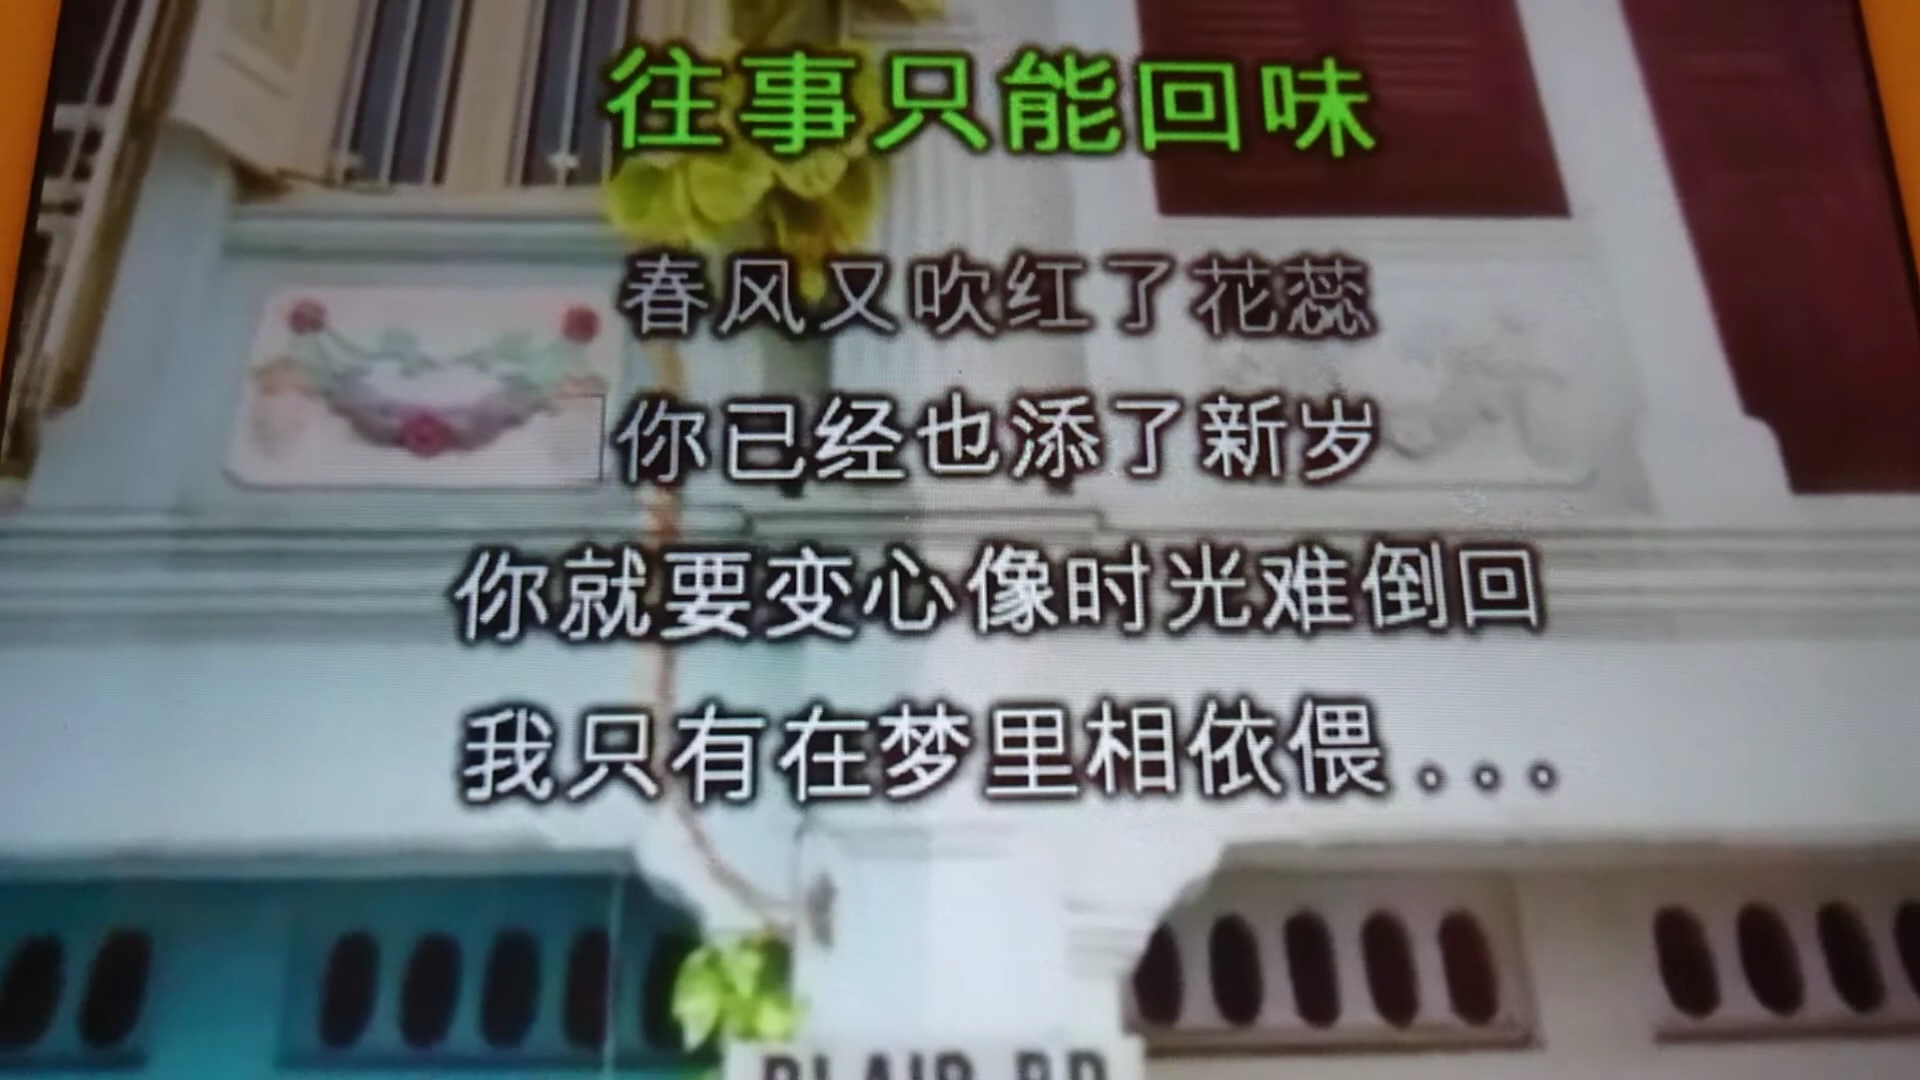 往事只能回味
春风又吹红了花蕊
你已经也添了新岁
你就要变心像时光难倒回
我只有在梦里相依偎...
BLAIR RD